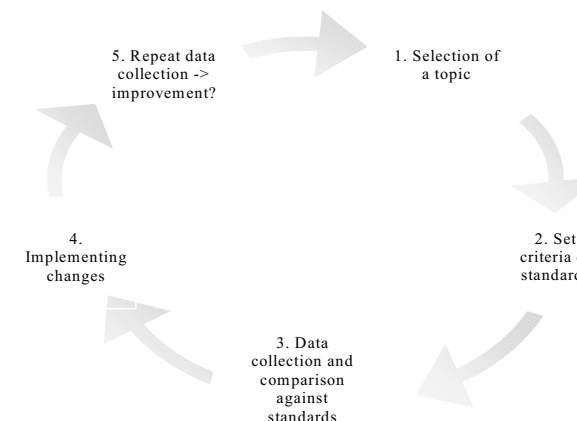 1. Selection of
a topic
2. Set
criteria
standard
3. Data
collection and
comparison
against
standards
4.
Implementing
changes
5. Repeat data
collection ->
improvement?